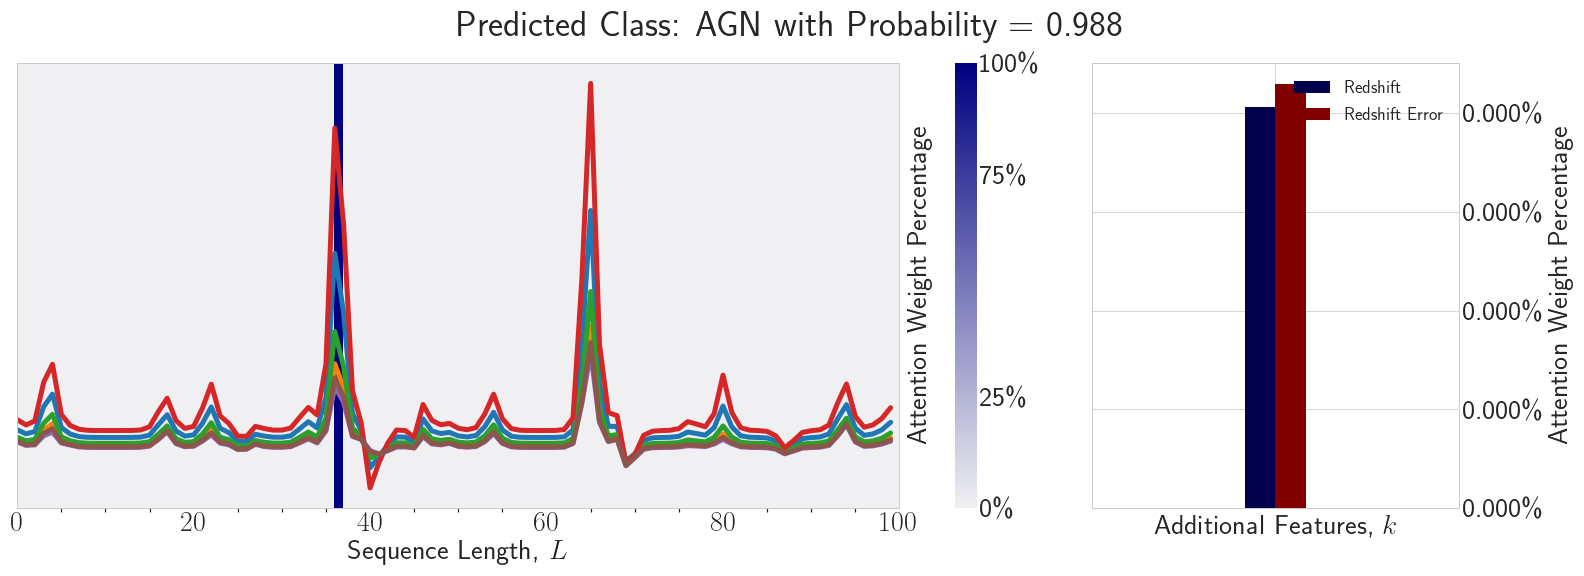 Predicted Class: AGN with Probability = 0.988
100%
75%
25%
0%
Attention Weight Percentage
0 20 40 60 80 100
Sequence Length, L
Redshift
Redshift Error
0.000%
0.000%
0.000%
0.000%
0.000%
Attention Weight Percentage
Additional Features, k